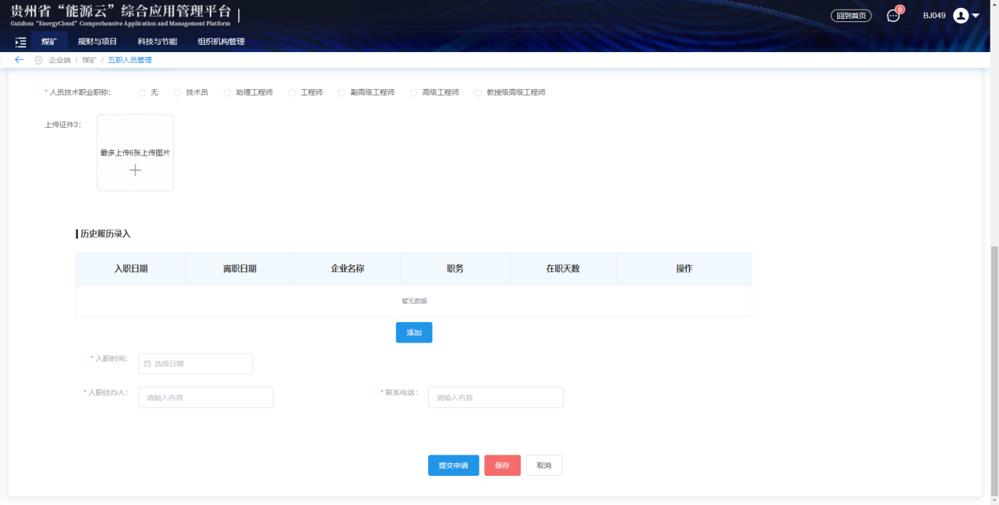 贵州省“能源云”综合应用管理平台
Guizhou "EnergyCloud" Comprehensive Application and Management Platform
回到首页 0 BJ049
煤矿 规财与项目 科技与节能 组织机构管理
企业端 / 煤矿 / 五职人员管理
* 人员技术职业职称: 无 技术员 助理工程师 工程师 副高级工程师 高级工程师 教授级高级工程师
上传证件3:
最多上传6张上传图片
历史履历录入
入职日期 离职日期 企业名称 职务 在职天数 操作
暂无数据
添加
* 入职时间: 选择日期
* 入职经办人: 请输入内容 * 联系电话: 请输入内容
提交申请 保存 取消